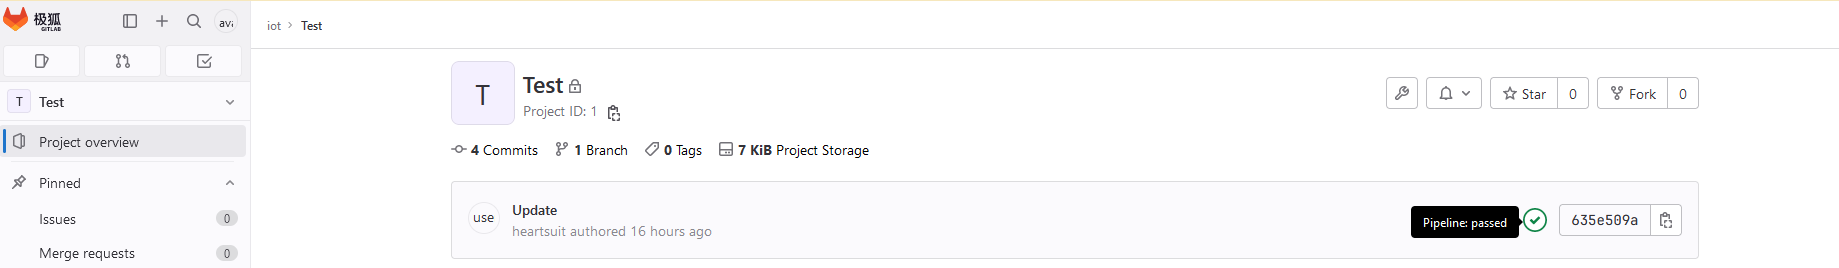 极狐
GITLAB
iot > Test
T Test
Project overview
Pinned
Issues 0
Merge requests 0
T
Test
Project ID: 1
Star 0
Fork 0
4 Commits 1 Branch 0 Tags 7 KiB Project Storage
use
Update
heartsuit authored 16 hours ago
Pipeline: passed
635e509a